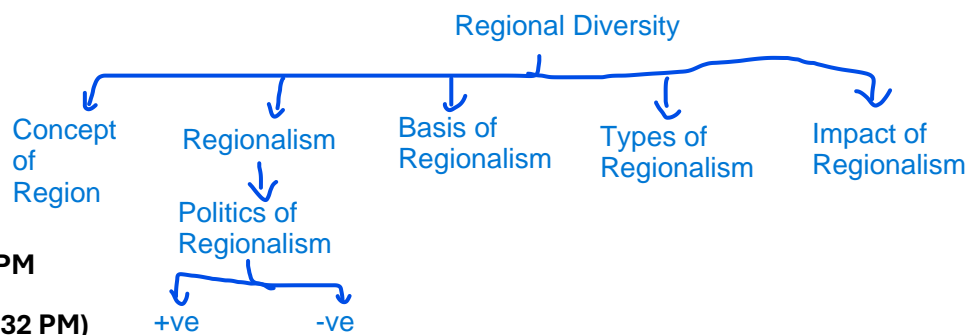 Regional Diversity
Concept
of
Region
Regionalism
Basis of
Regionalism
Types of
Regionalism
Impact of
Regionalism
Politics of
Regionalism
PM
32 PM)
+ve
-ve